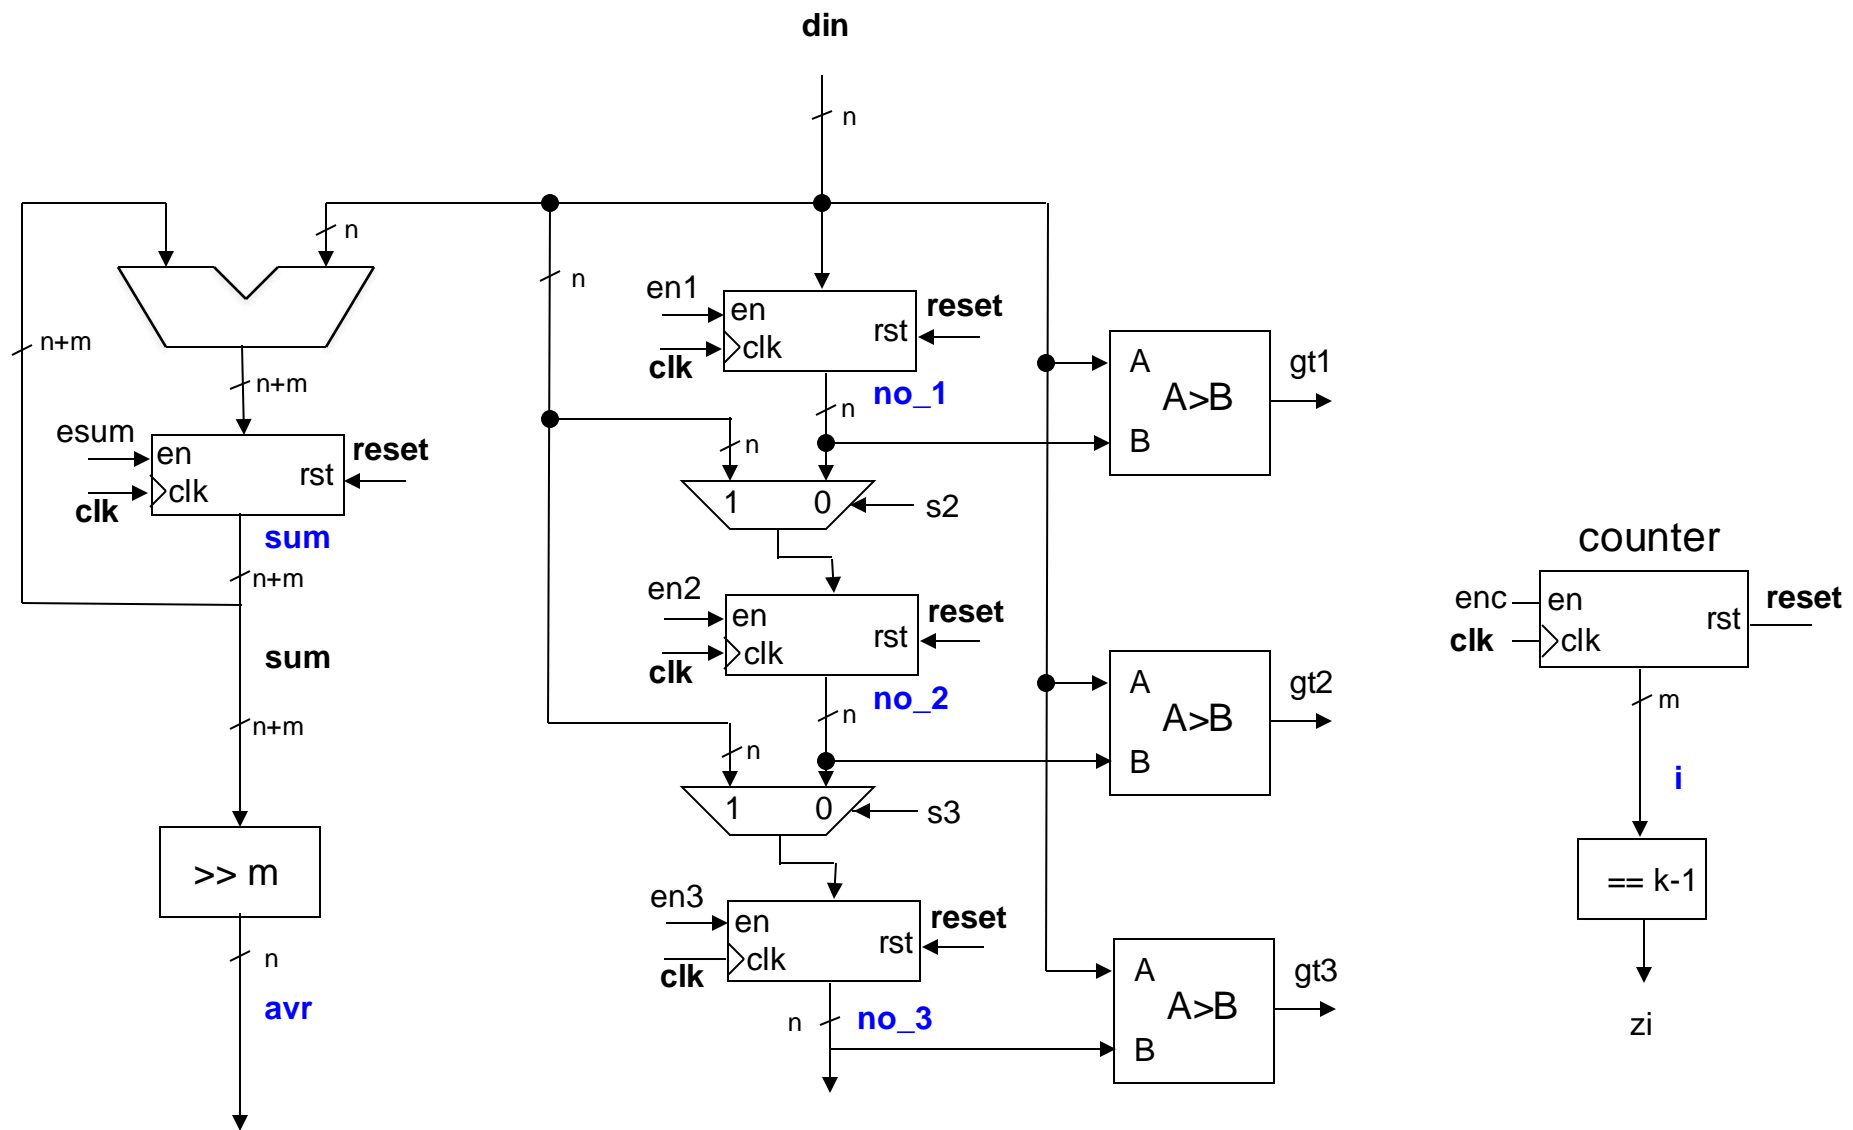 din
n
n
n
n+m
n+m
esum
en
clk
rst
reset
clk
sum
n+m
sum
n+m
>> m
n
avr
en1
en
clk
rst
reset
clk
no_1
n
n
1
0
s2
en2
en
clk
rst
reset
clk
no_2
n
n
1
0
s3
en3
en
clk
rst
reset
clk
no_3
n
A
A>B
B
gt1
A
A>B
B
gt2
A
A>B
B
gt3
counter
enc
en
clk
clk
rst
reset
m
i
== k-1
zi